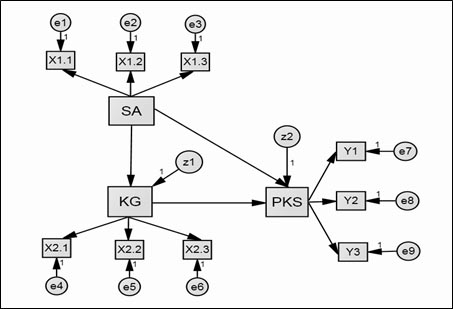 e1 e2 e3
1 1 1
X1.1 X1.2 X1.3
SA
z2
z1 1 Y1 1 e7
1
KG PKS Y2 1 e8
X2.1 X2.2 X2.3 Y3 1 e9
1 1 1
e4 e5 e6